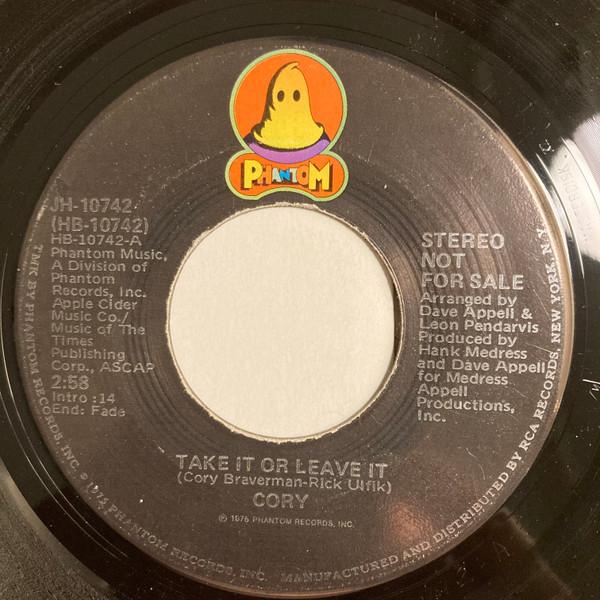 PHANTOM
JH-10742
(HB-10742)
HB-10742-A
Phantom Music,
A Division of
Phantom
Records, Inc.
Apple Cider
Music Co./
Music of The
Times
Publishing
Corp., ASCAP
2:58
Intro :14
End: Fade
STEREO
NOT
FOR SALE
Arranged by
Dave Appell &
Leon Pendarvis
Produced by
Hank Medress
and Dave Appell
for Medress
Appell
Productions,
Inc.
TAKE IT OR LEAVE IT
(Cory Braverman-Rick Ulfik)
CORY
℗ 1976 PHANTOM RECORDS, INC.
TMK BY PHANTOM RECORDS, INC. © 1975 PHANTOM RECORDS, INC. MANUFACTURED AND DISTRIBUTED BY RCA RECORDS, NEW YORK, N.Y.